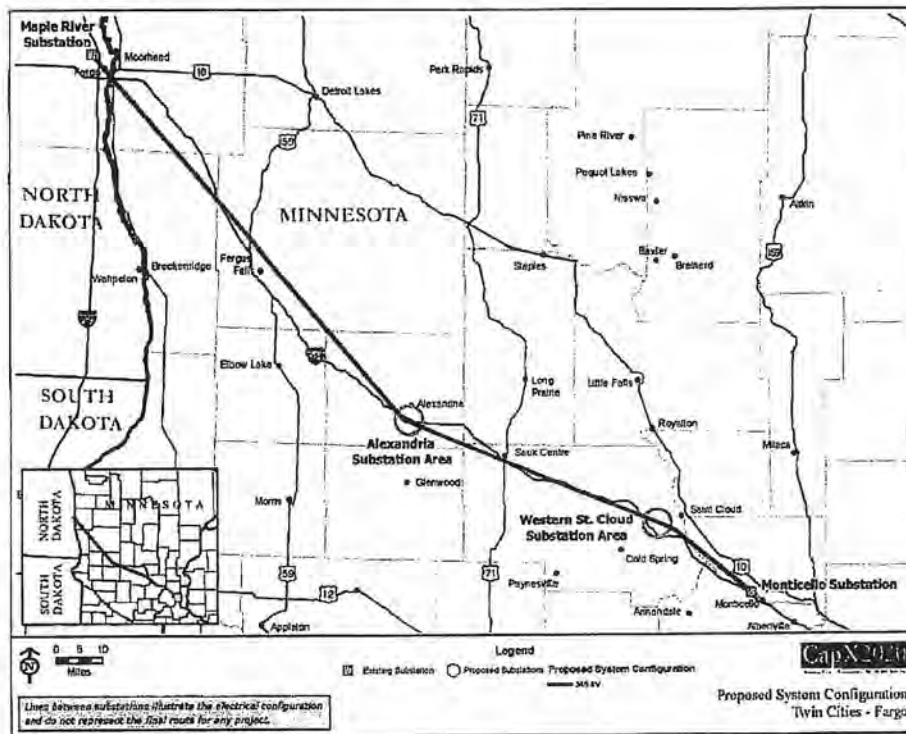 Maple River
Substation
Moorhead
Fargo
10
Detroit Lakes
Park Rapids
71
59
Pine River
Pequot Lakes
Nisswa
Aitkin
NORTH
DAKOTA
MINNESOTA
Baxter
Brainerd
Staples
Fergus
Falls
Breckenridge
Wahpeton
Elbow Lake
Long
Prairie
Little Falls
SOUTH
DAKOTA
Alexandria
Royalton
Alexandria
Substation Area
Sauk Centre
Milaca
Glenwood
Morris
Western St. Cloud
Substation Area
Saint Cloud
Cold Spring
10
Monticello Substation
Paynesville
Monticello
Annandale
Albertville
59
71
12
Appleton
MINNESOTA
NORTH
DAKOTA
SOUTH
DAKOTA
N
0 5 10
Miles
Legend
Existing Substation
Proposed Substations
Proposed System Configuration
345 kV
CapX2020
Lines between substations illustrate the electrical configuration
and do not represent the final route for any project.
Proposed System Configuration
Twin Cities - Fargo